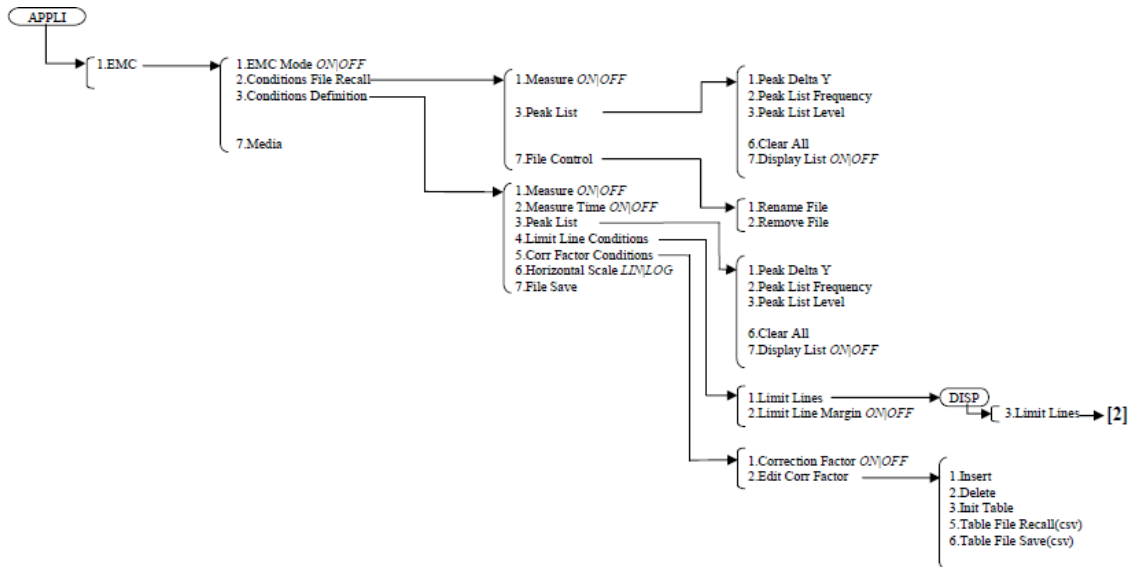 APPLI
1.EMC
1.EMC Mode ON|OFF
2.Conditions File Recall
3.Conditions Definition
7.Media
1.Measure ON|OFF
3.Peak List
7.File Control
1.Peak Delta Y
2.Peak List Frequency
3.Peak List Level
6.Clear All
7.Display List ON|OFF
1.Rename File
2.Remove File
1.Measure ON|OFF
2.Measure Time ON|OFF
3.Peak List
4.Limit Line Conditions
5.Corr Factor Conditions
6.Horizontal Scale LIN|LOG
7.File Save
1.Peak Delta Y
2.Peak List Frequency
3.Peak List Level
6.Clear All
7.Display List ON|OFF
1.Limit Lines
2.Limit Line Margin ON|OFF
DISP
3.Limit Lines
[2]
1.Correction Factor ON|OFF
2.Edit Corr Factor
1.Insert
2.Delete
3.Init Table
5.Table File Recall(csv)
6.Table File Save(csv)